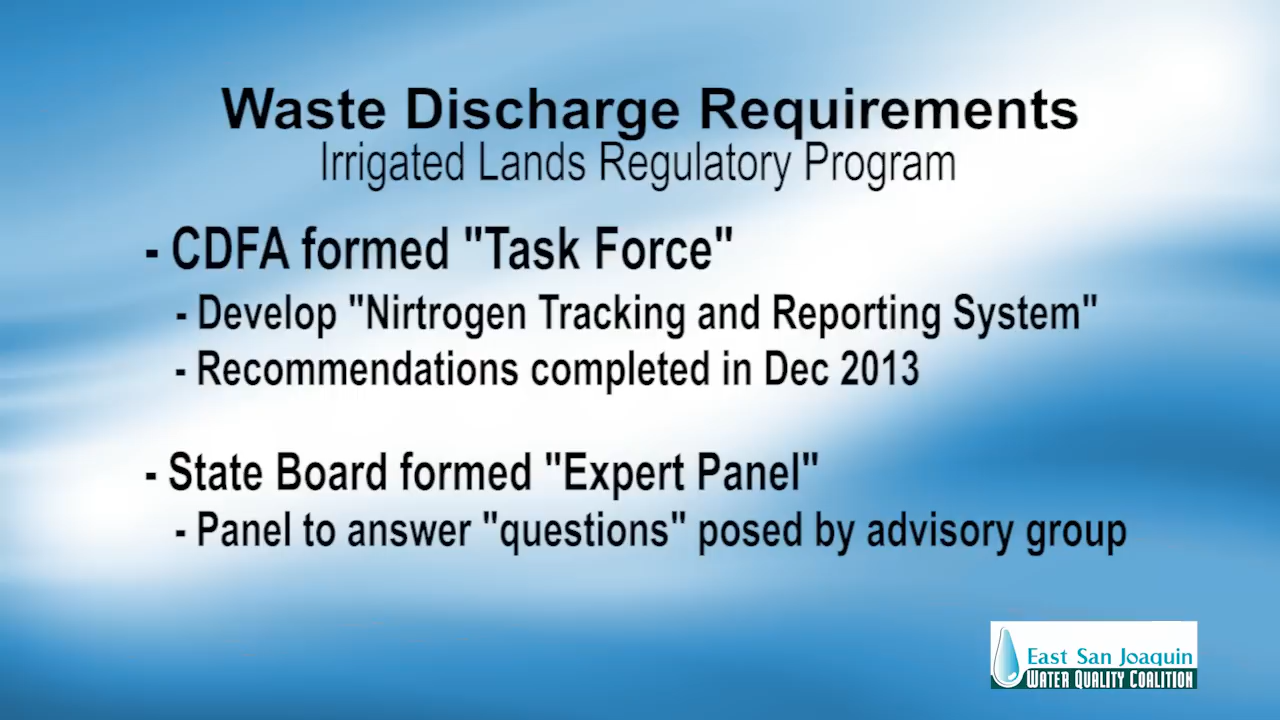 Waste Discharge Requirements
Irrigated Lands Regulatory Program
- CDFA formed "Task Force"
- Develop "Nirtrogen Tracking and Reporting System"
- Recommendations completed in Dec 2013
- State Board formed "Expert Panel"
- Panel to answer "questions" posed by advisory group
East San Joaquin
WATER QUALITY COALITION